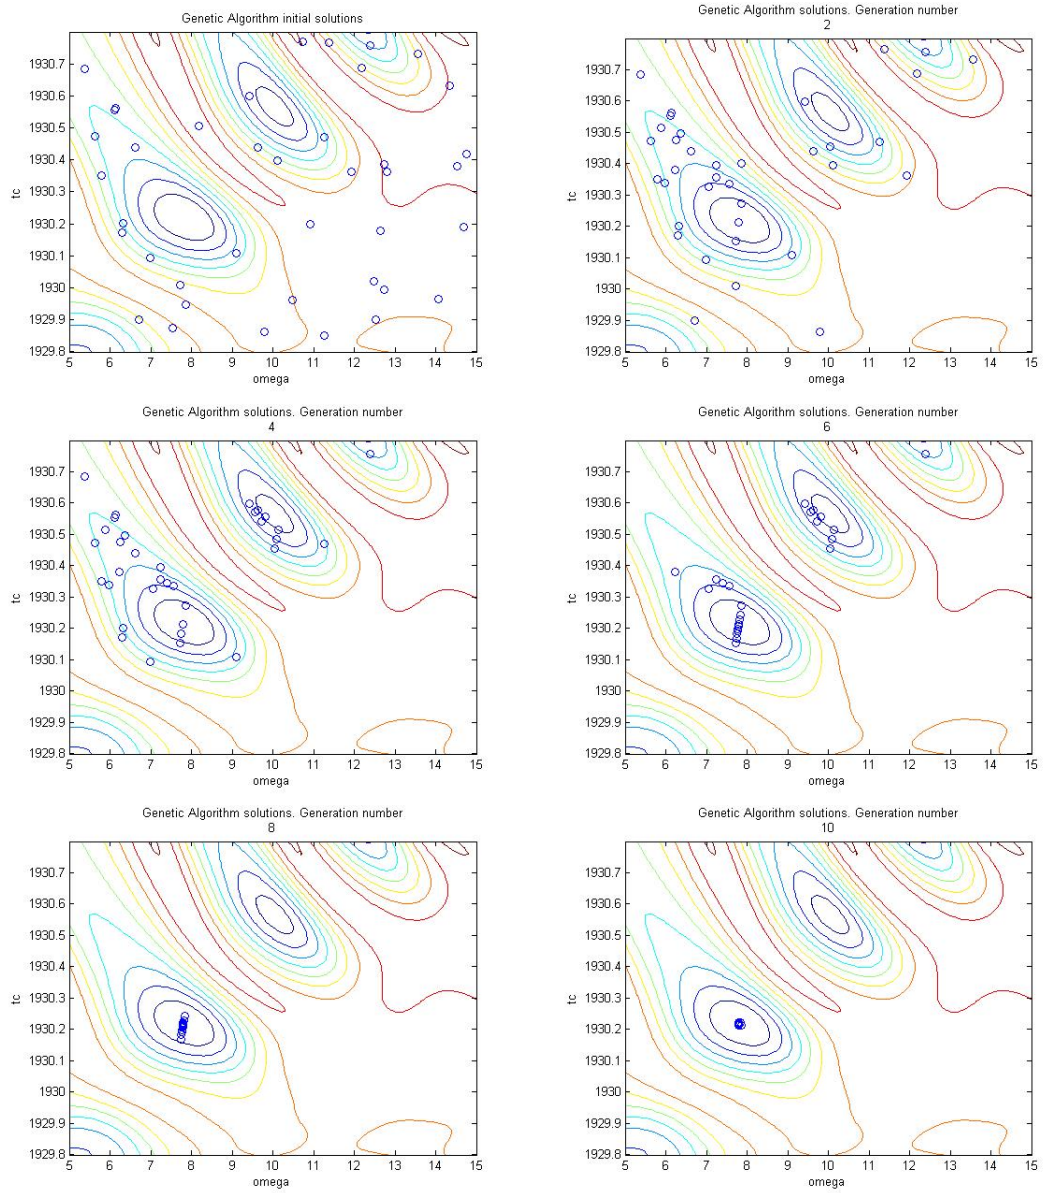 Genetic Algorithm initial solutions
1930.7
1930.6
1930.5
1930.4
1930.3
1930.2
1930.1
1930
1929.9
1929.8
tc
5 6 7 8 9 10 11 12 13 14 15
omega
Genetic Algorithm solutions. Generation number
2
1930.7
1930.6
1930.5
1930.4
1930.3
1930.2
1930.1
1930
1929.9
1929.8
tc
5 6 7 8 9 10 11 12 13 14 15
omega
Genetic Algorithm solutions. Generation number
4
1930.7
1930.6
1930.5
1930.4
1930.3
1930.2
1930.1
1930
1929.9
1929.8
tc
5 6 7 8 9 10 11 12 13 14 15
omega
Genetic Algorithm solutions. Generation number
6
1930.7
1930.6
1930.5
1930.4
1930.3
1930.2
1930.1
1930
1929.9
1929.8
tc
5 6 7 8 9 10 11 12 13 14 15
omega
Genetic Algorithm solutions. Generation number
8
1930.7
1930.6
1930.5
1930.4
1930.3
1930.2
1930.1
1930
1929.9
1929.8
tc
5 6 7 8 9 10 11 12 13 14 15
omega
Genetic Algorithm solutions. Generation number
10
1930.7
1930.6
1930.5
1930.4
1930.3
1930.2
1930.1
1930
1929.9
1929.8
tc
5 6 7 8 9 10 11 12 13 14 15
omega